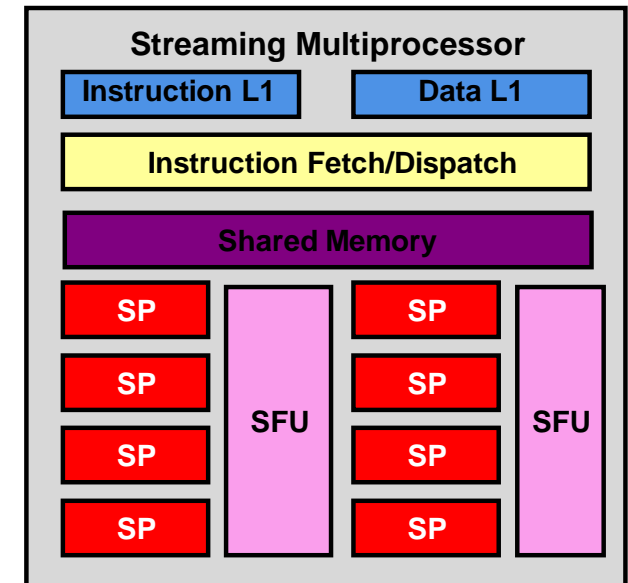 Streaming Multiprocessor
Instruction L1
Data L1
Instruction Fetch/Dispatch
Shared Memory
SP
SP
SP
SP
SFU
SP
SP
SP
SP
SFU